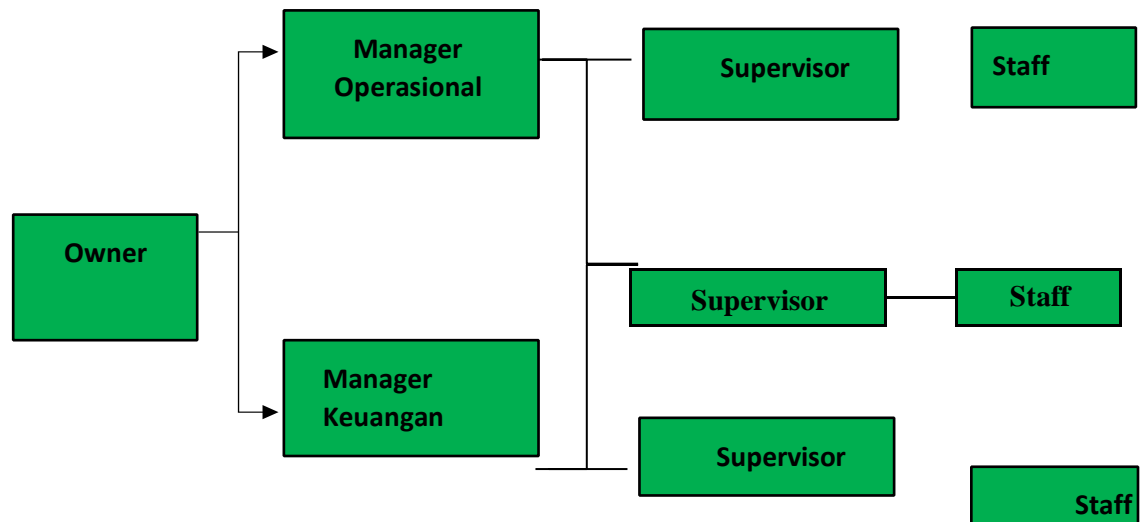 Manager
Operasional
Supervisor
Staff
Owner
Supervisor
Staff
Manager
Keuangan
Supervisor
Staff